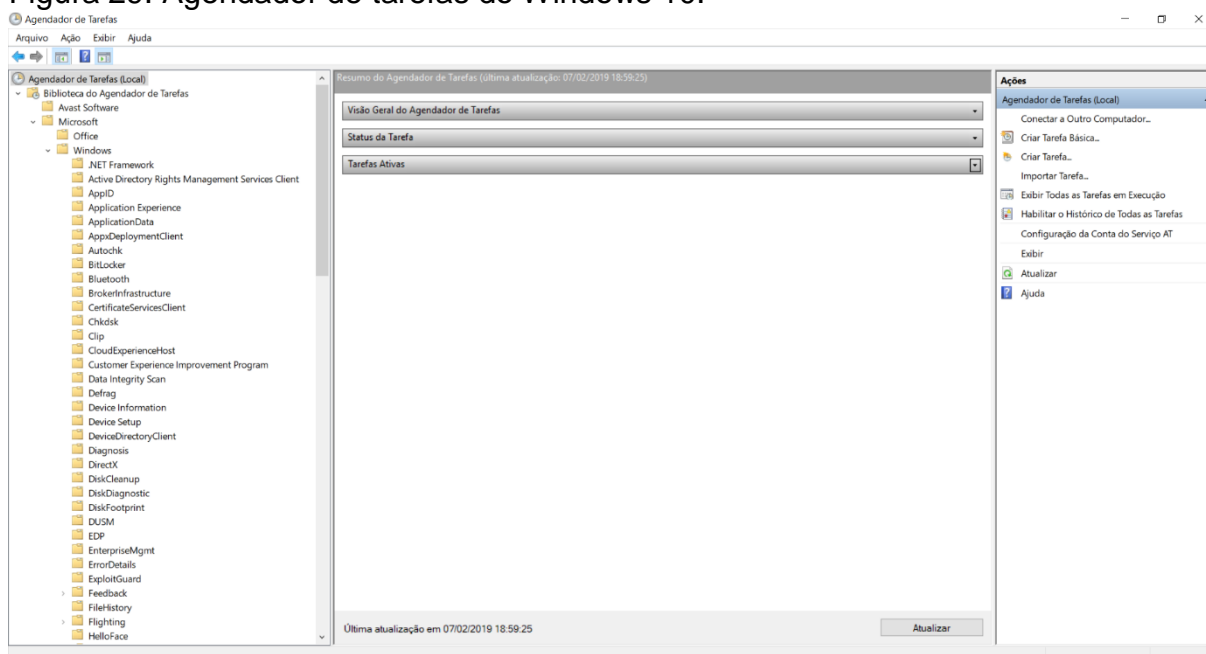 Figura 29. Agendador de tarefas do Windows 10.
Agendador de Tarefas
Arquivo Ação Exibir Ajuda
Agendador de Tarefas (Local)
Biblioteca do Agendador de Tarefas
Avast Software
Microsoft
Office
Windows
.NET Framework
Active Directory Rights Management Services Client
AppID
Application Experience
ApplicationData
AppxDeploymentClient
Autochk
BitLocker
Bluetooth
BrokerInfrastructure
CertificateServicesClient
Chkdsk
Clip
CloudExperienceHost
Customer Experience Improvement Program
Data Integrity Scan
Defrag
Device Information
Device Setup
DeviceDirectoryClient
Diagnosis
DirectX
DiskCleanup
DiskDiagnostic
DiskFootprint
DUSM
EDP
EnterpriseMgmt
ErrorDetails
ExploitGuard
Feedback
FileHistory
Flighting
HelloFace
Resumo do Agendador de Tarefas (última atualização: 07/02/2019 18:59:25)
Visão Geral do Agendador de Tarefas
Status da Tarefa
Tarefas Ativas
Última atualização em 07/02/2019 18:59:25
Atualizar
Ações
Agendador de Tarefas (Local)
Conectar a Outro Computador...
Criar Tarefa Básica...
Criar Tarefa...
Importar Tarefa...
Exibir Todas as Tarefas em Execução
Habilitar o Histórico de Todas as Tarefas
Configuração da Conta do Serviço AT
Exibir
Atualizar
Ajuda